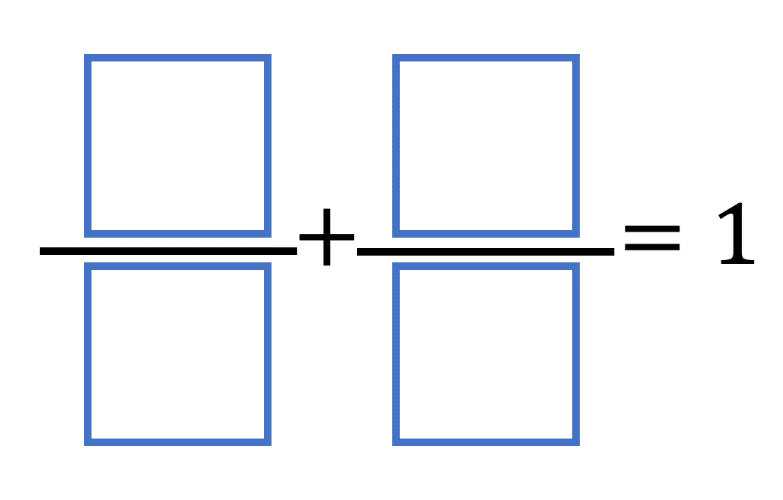 + = 1